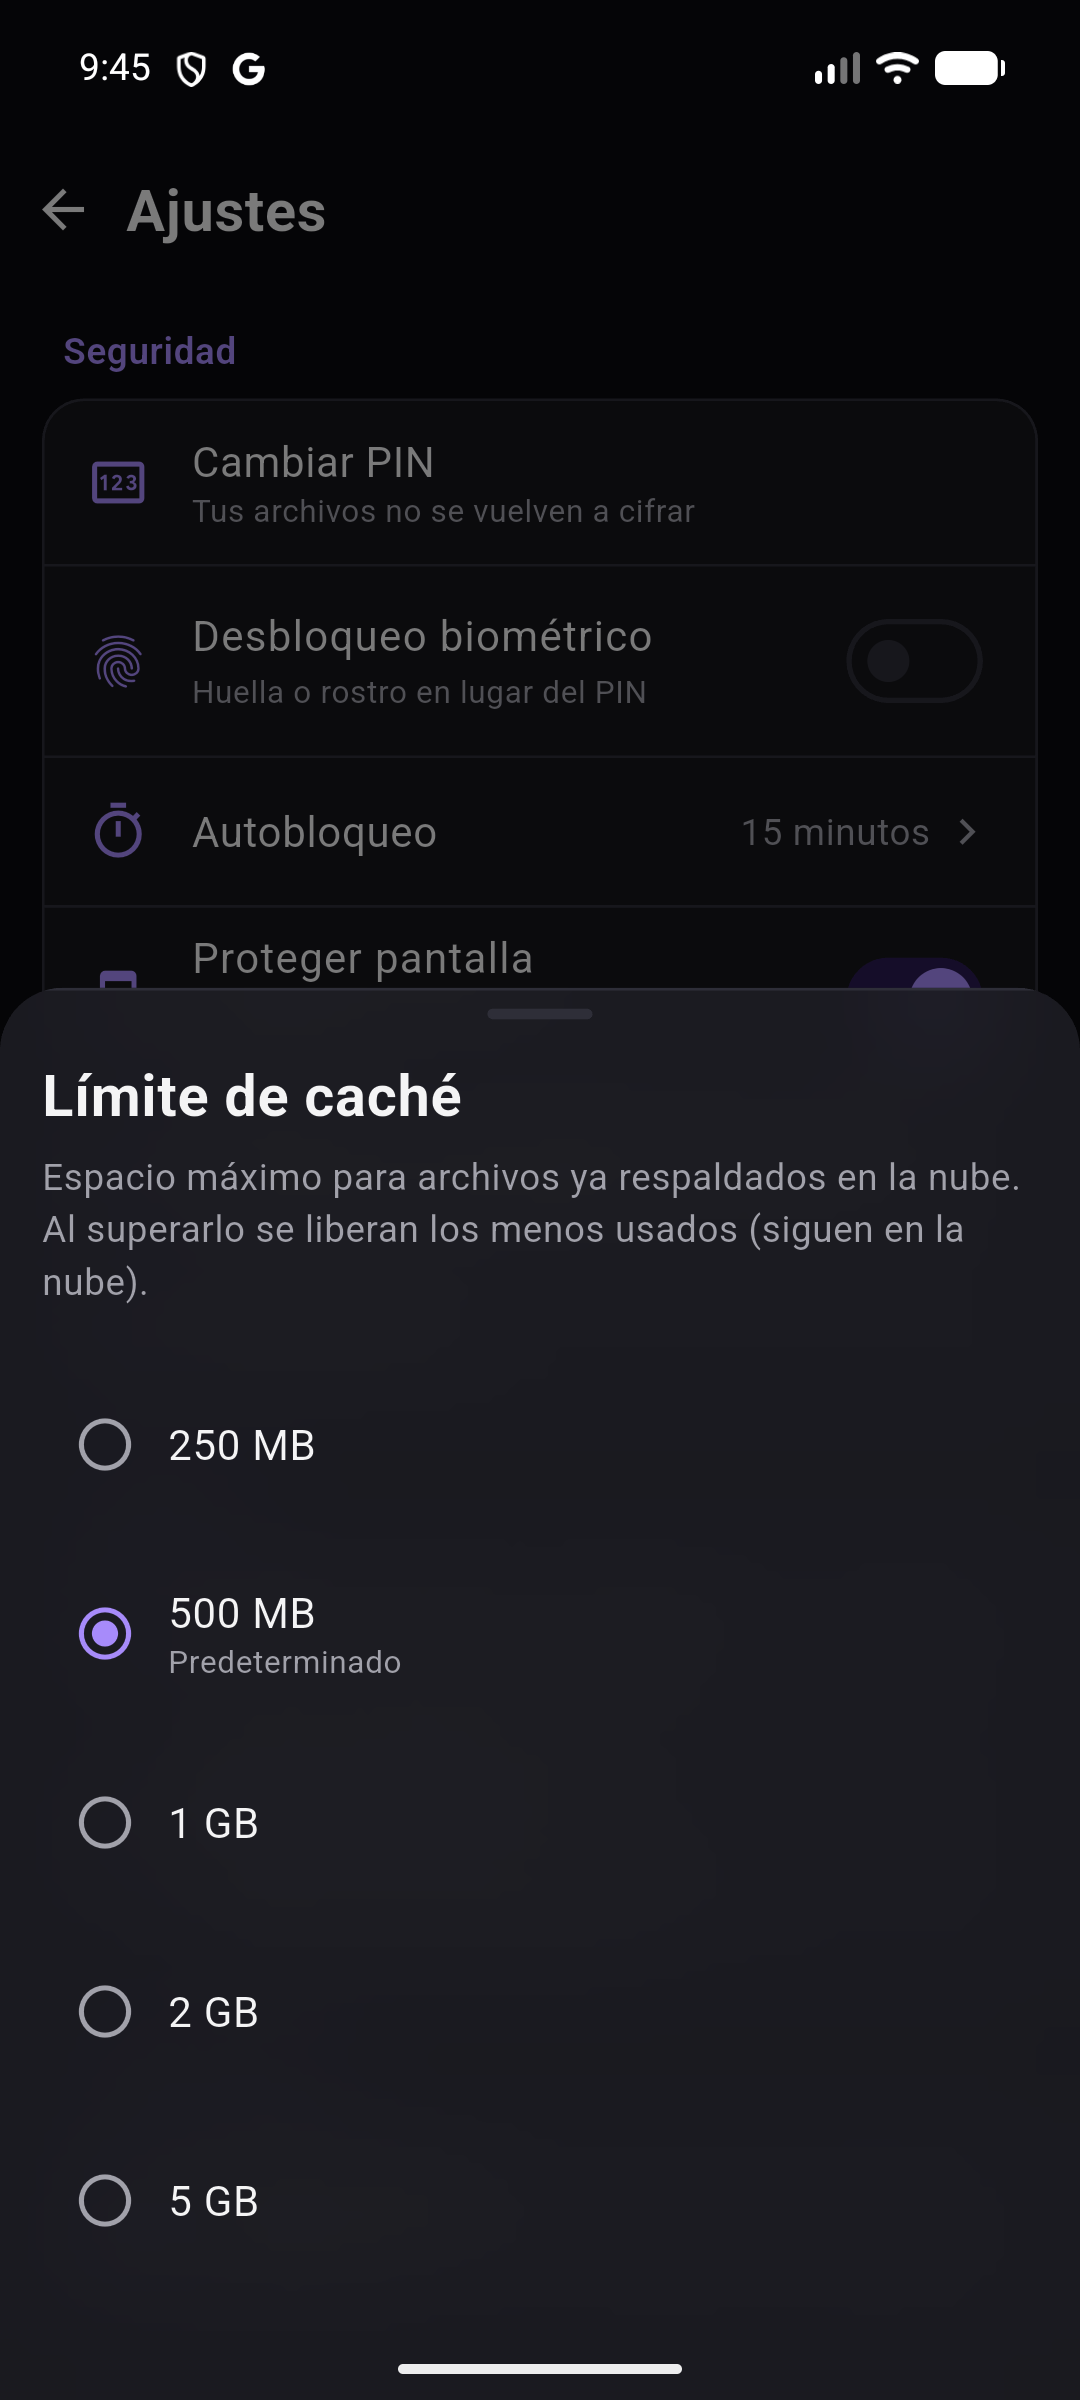 9:45
Ajustes
Seguridad
123
Cambiar PIN
Tus archivos no se vuelven a cifrar
Desbloqueo biométrico
Huella o rostro en lugar del PIN
Autobloqueo
15 minutos
Proteger pantalla
Límite de caché
Espacio máximo para archivos ya respaldados en la nube.
Al superarlo se liberan los menos usados (siguen en la
nube).
250 MB
500 MB
Predeterminado
1 GB
2 GB
5 GB